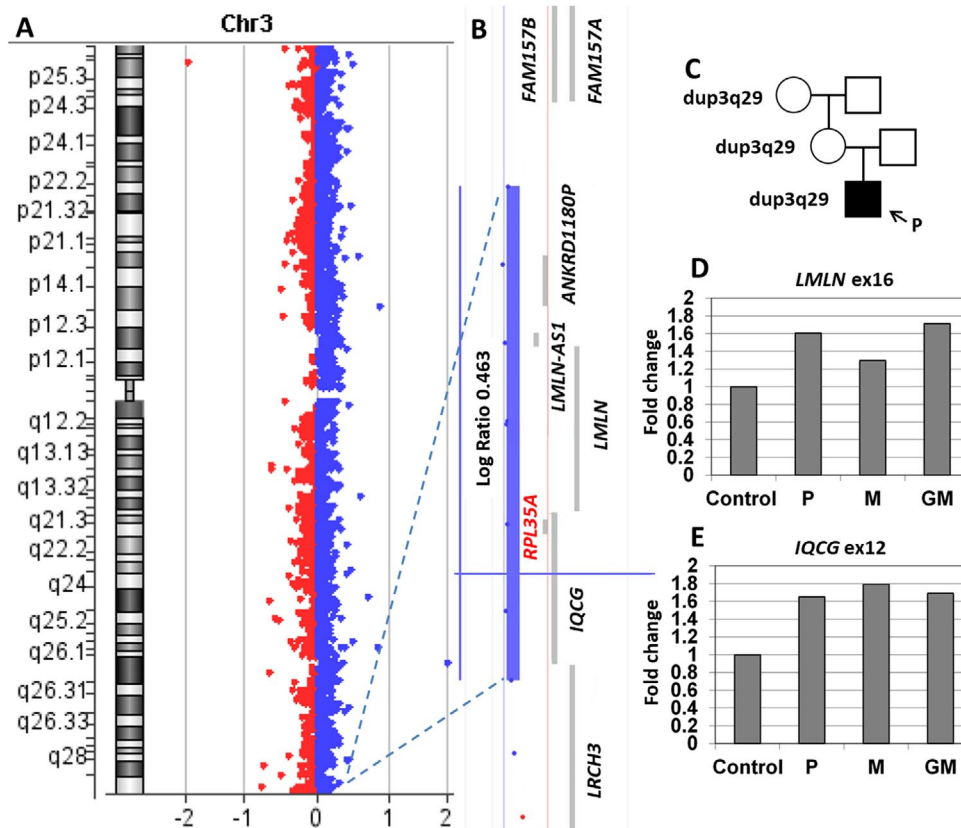 A
Chr3
p25.3
p24.3
p24.1
p22.2
p21.32
p21.1
p14.1
p12.3
p12.1
q12.2
q13.13
q13.32
q21.3
q22.2
q24
q25.2
q26.1
q26.31
q26.33
q28
-2
-1
0
1
2
B
FAM157B
FAM157A
ANKRD1180P
LMLN-AS1
LMLN
Log Ratio 0.463
RPL35A
IQCG
LRCH3
C
dup3q29
dup3q29
dup3q29
P
D
LMLN ex16
Fold change
2
1.8
1.6
1.4
1.2
1
0.8
0.6
0.4
0.2
0
Control P M GM
E
IQCG ex12
Fold change
2
1.8
1.6
1.4
1.2
1
0.8
0.6
0.4
0.2
0
Control P M GM